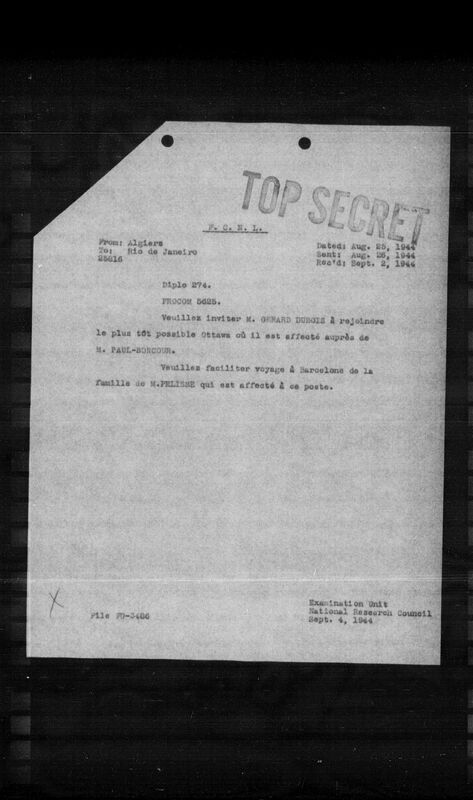 TOP SECRET
F. C. N. L.
From: Algiers
To: Rio de Janeiro
25616
Dated: Aug. 25, 1944
Sent: Aug. 26, 1944
Rec'd: Sept. 2, 1944
Diplo 274.
PROCOM 5625.
Veuillez inviter M. GERARD DUBOIS à rejoindre
le plus tôt possible Ottawa où il est affecté auprès de
M. PAUL-BONCOUR.
Veuillez faciliter voyage à Barcelone de la
famille de M.PELISSE qui est affecté à ce poste.
X
File FD-3486
Examination Unit
National Research Council
Sept. 4, 1944